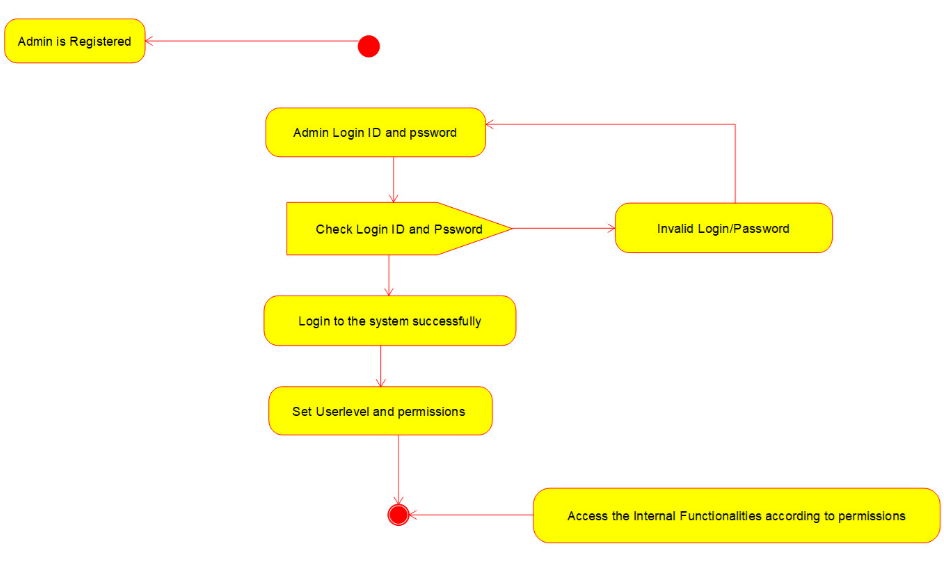 Admin is Registered
Admin Login ID and pssword
Check Login ID and Pssword
Invalid Login/Password
Login to the system successfully
Set Userlevel and permissions
Access the Internal Functionalities according to permissions